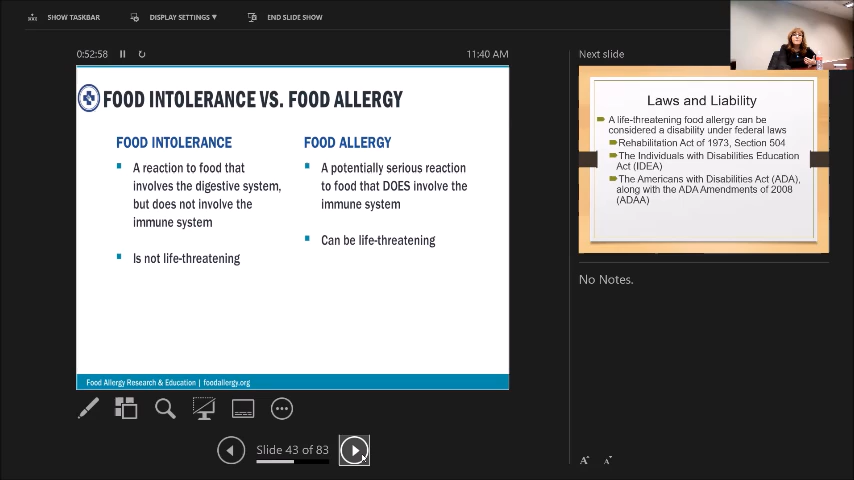 SHOW TASKBAR
DISPLAY SETTINGS ▼
END SLIDE SHOW
0:52:58
11:40 AM
FOOD INTOLERANCE VS. FOOD ALLERGY
FOOD INTOLERANCE
A reaction to food that
involves the digestive system,
but does not involve the
immune system
Is not life-threatening
FOOD ALLERGY
A potentially serious reaction
to food that DOES involve the
immune system
Can be life-threatening
Food Allergy Research & Education | foodallergy.org
Slide 43 of 83
Next slide
Laws and Liability
A life-threatening food allergy can be
considered a disability under federal laws
Rehabilitation Act of 1973, Section 504
The Individuals with Disabilities Education
Act (IDEA)
The Americans with Disabilities Act (ADA),
along with the ADA Amendments of 2008
(ADAA)
No Notes.
A A